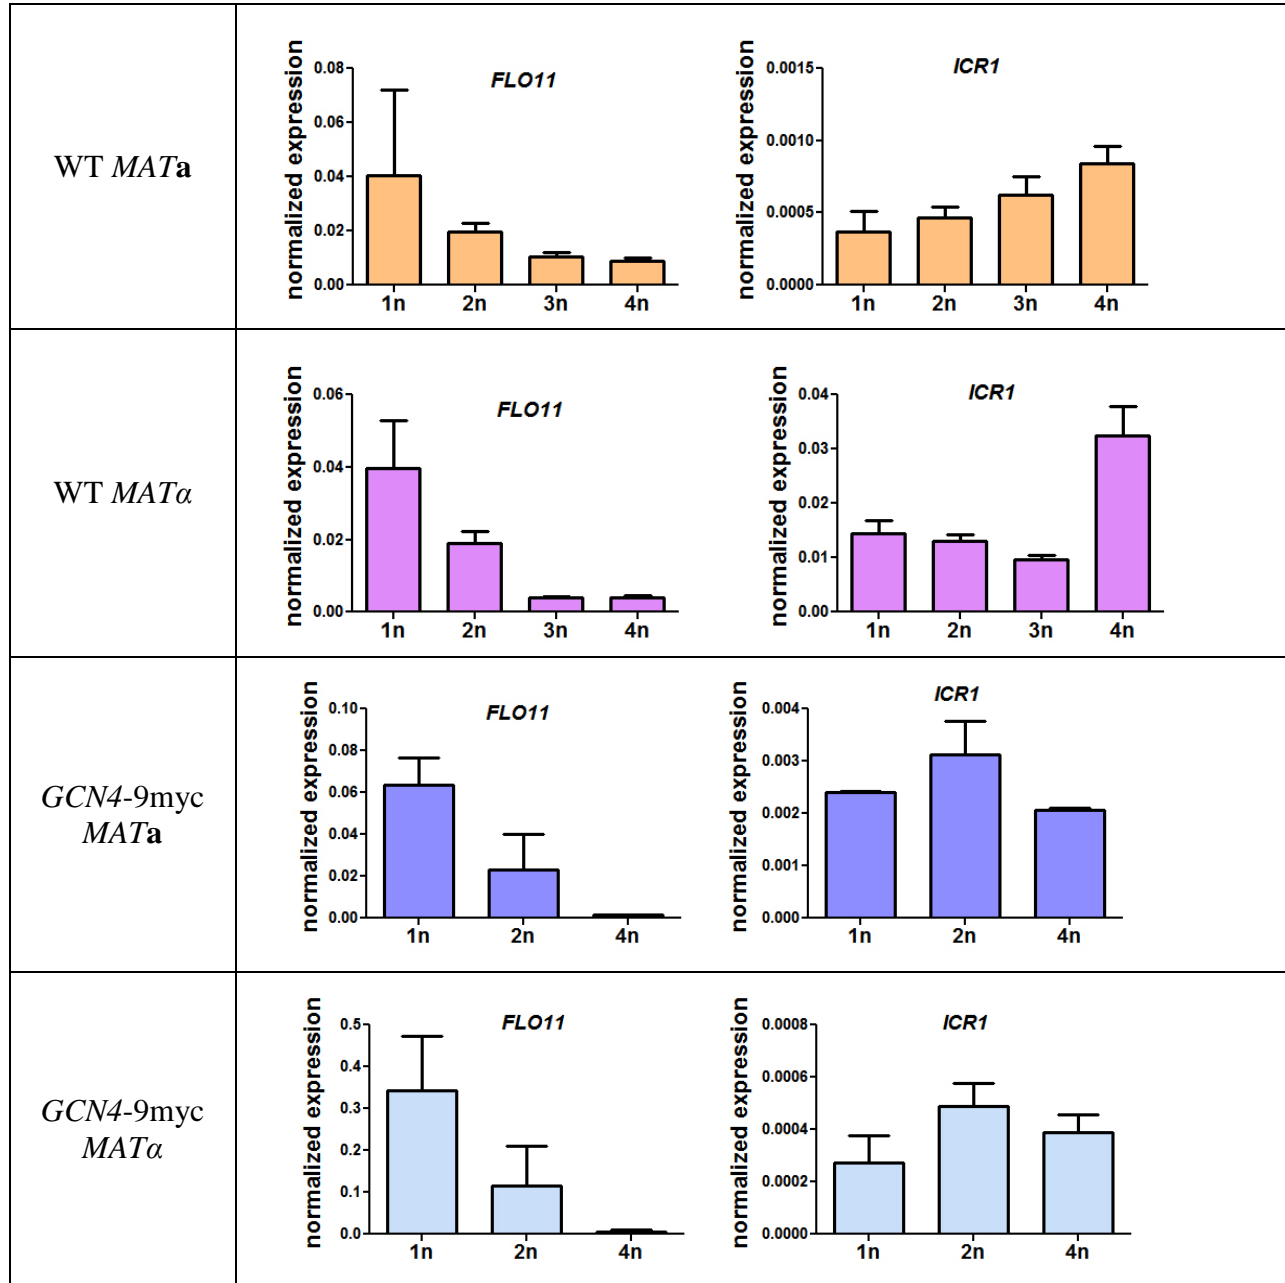 WT MATa
FLO11
normalized expression
0.08
0.06
0.04
0.02
0.00
1n 2n 3n 4n
ICR1
normalized expression
0.0015
0.0010
0.0005
0.0000
1n 2n 3n 4n
WT MATα
FLO11
normalized expression
0.06
0.04
0.02
0.00
1n 2n 3n 4n
ICR1
normalized expression
0.04
0.03
0.02
0.01
0.00
1n 2n 3n 4n
GCN4-9myc
MATa
FLO11
normalized expression
0.10
0.08
0.06
0.04
0.02
0.00
1n 2n 4n
ICR1
normalized expression
0.004
0.003
0.002
0.001
0.000
1n 2n 4n
GCN4-9myc
MATα
FLO11
normalized expression
0.5
0.4
0.3
0.2
0.1
0.0
1n 2n 4n
ICR1
normalized expression
0.0008
0.0006
0.0004
0.0002
0.0000
1n 2n 4n